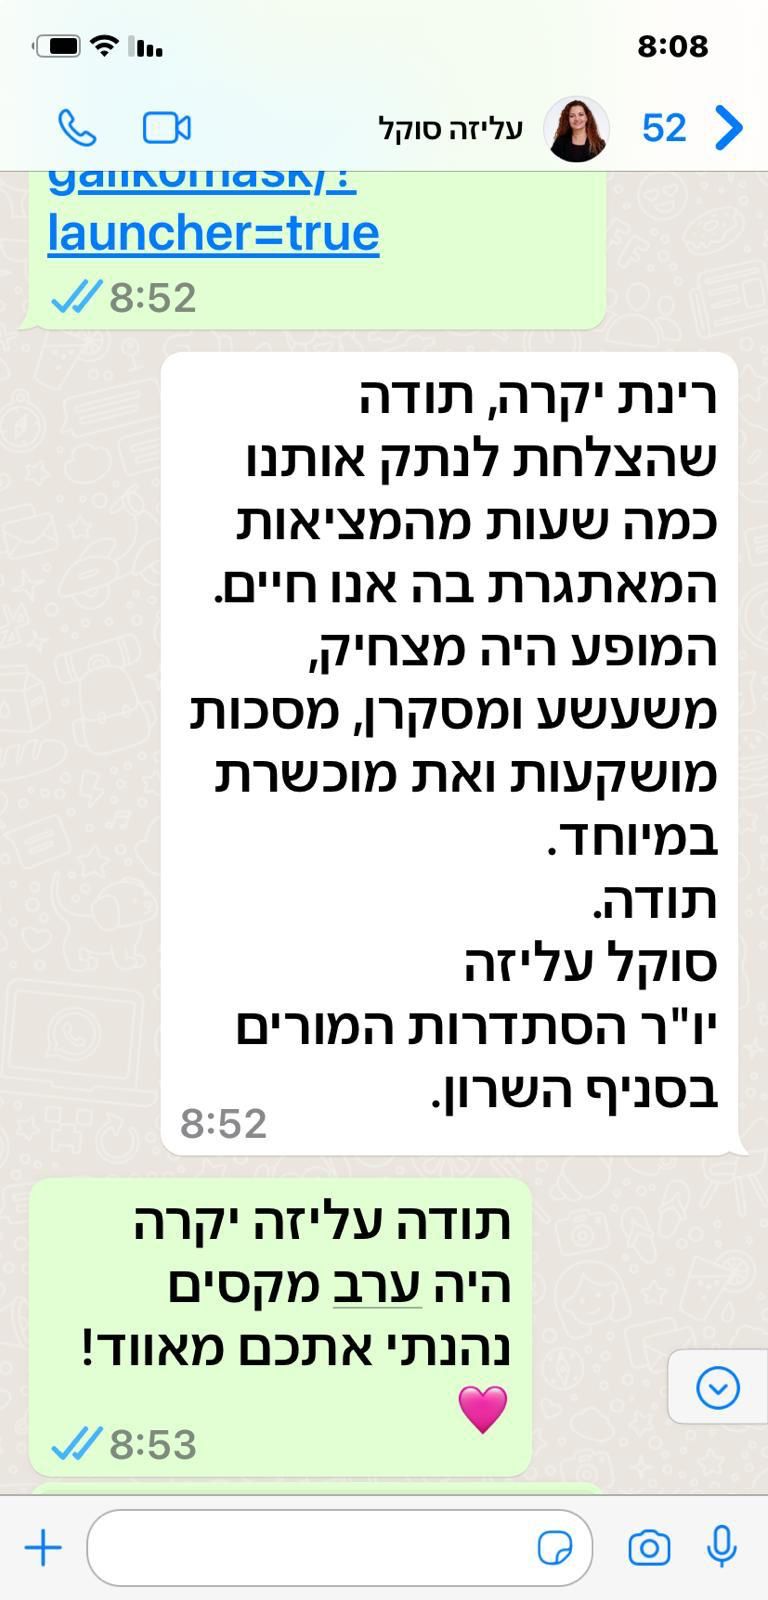 8:08
52
עליזה סוקל
launcher=true
8:52
רינת יקרה, תודה
שהצלחת לנתק אותנו
כמה שעות מהמציאות
המאתגרת בה אנו חיים.
המופע היה מצחיק,
משעשע ומסקרן, מסכות
מושקעות ואת מוכשרת
במיוחד.
תודה.
סוקל עליזה
יו"ר הסתדרות המורים
בסניף השרון.
8:52
תודה עליזה יקרה
היה ערב מקסים
נהנתי אתכם מאווד!
🩷
8:53